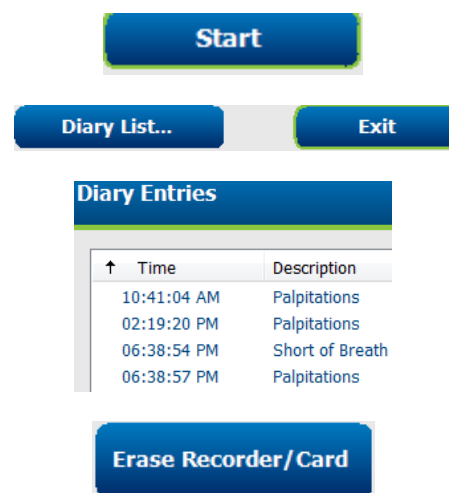 Start
Diary List... Exit
Diary Entries
↑ Time Description
10:41:04 AM Palpitations
02:19:20 PM Palpitations
06:38:54 PM Short of Breath
06:38:57 PM Palpitations
Erase Recorder/Card